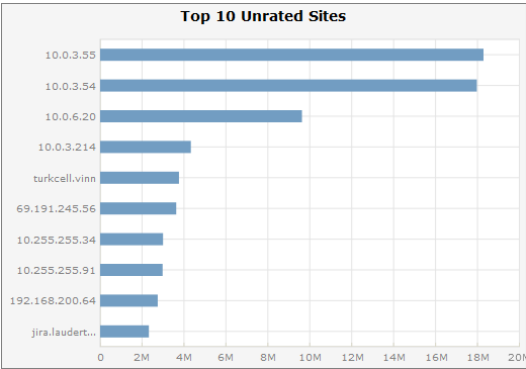 Top 10 Unrated Sites
10.0.3.55
10.0.3.54
10.0.6.20
10.0.3.214
turkcell.vinn
69.191.245.56
10.255.255.34
10.255.255.91
192.168.200.64
jira.laudert...
0 2M 4M 6M 8M 10M 12M 14M 16M 18M 20M